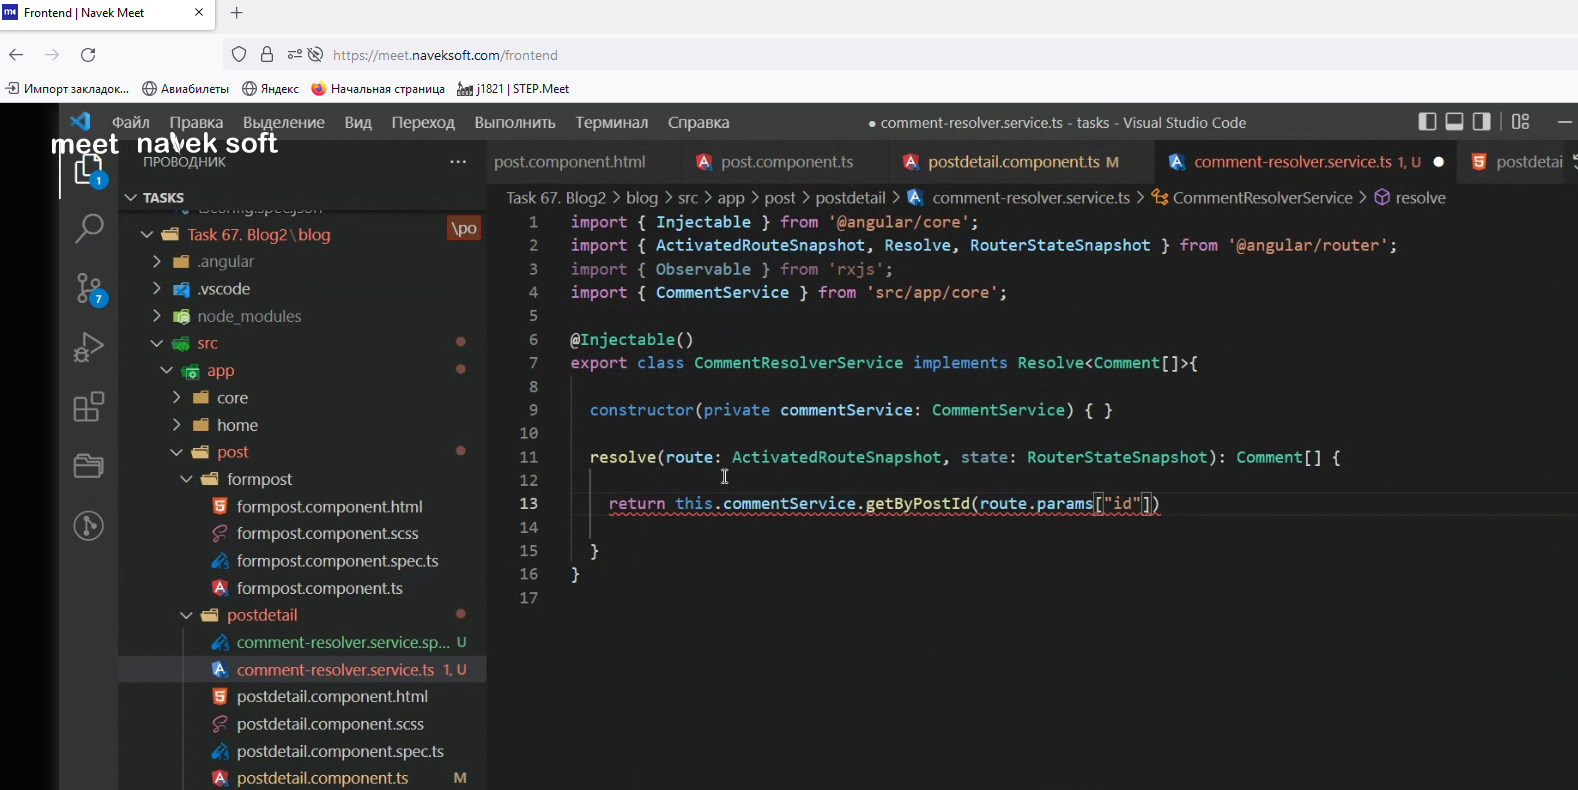 Frontend | Navek Meet
https://meet.naveksoft.com/frontend
Импорт закладок...
Авиабилеты
Яндекс
Начальная страница
j1821 | STEP.Meet
Файл Правка Выделение Вид Переход Выполнить Терминал Справка
● comment-resolver.service.ts - tasks - Visual Studio Code
meet navek soft
ПРОВОДНИК
post.component.html
post.component.ts
postdetail.component.ts M
comment-resolver.service.ts 1, U
postdetai
TASKS
Task 67. Blog2 > blog > src > app > post > postdetail > comment-resolver.service.ts > CommentResolverService > resolve
tsconfig.spec.json
Task 67. Blog2 \ blog
\po
.angular
.vscode
node_modules
src
app
core
home
post
formpost
formpost.component.html
formpost.component.scss
formpost.component.spec.ts
formpost.component.ts
postdetail
comment-resolver.service.sp... U
comment-resolver.service.ts 1, U
postdetail.component.html
postdetail.component.scss
postdetail.component.spec.ts
postdetail.component.ts M
1
7
1 import { Injectable } from '@angular/core';
2 import { ActivatedRouteSnapshot, Resolve, RouterStateSnapshot } from '@angular/router';
3 import { Observable } from 'rxjs';
4 import { CommentService } from 'src/app/core';
5
6 @Injectable()
7 export class CommentResolverService implements Resolve<Comment[]>{
8
9 constructor(private commentService: CommentService) { }
10
11 resolve(route: ActivatedRouteSnapshot, state: RouterStateSnapshot): Comment[] {
12
13 return this.commentService.getByPostId(route.params["id"])
14
15 }
16 }
17